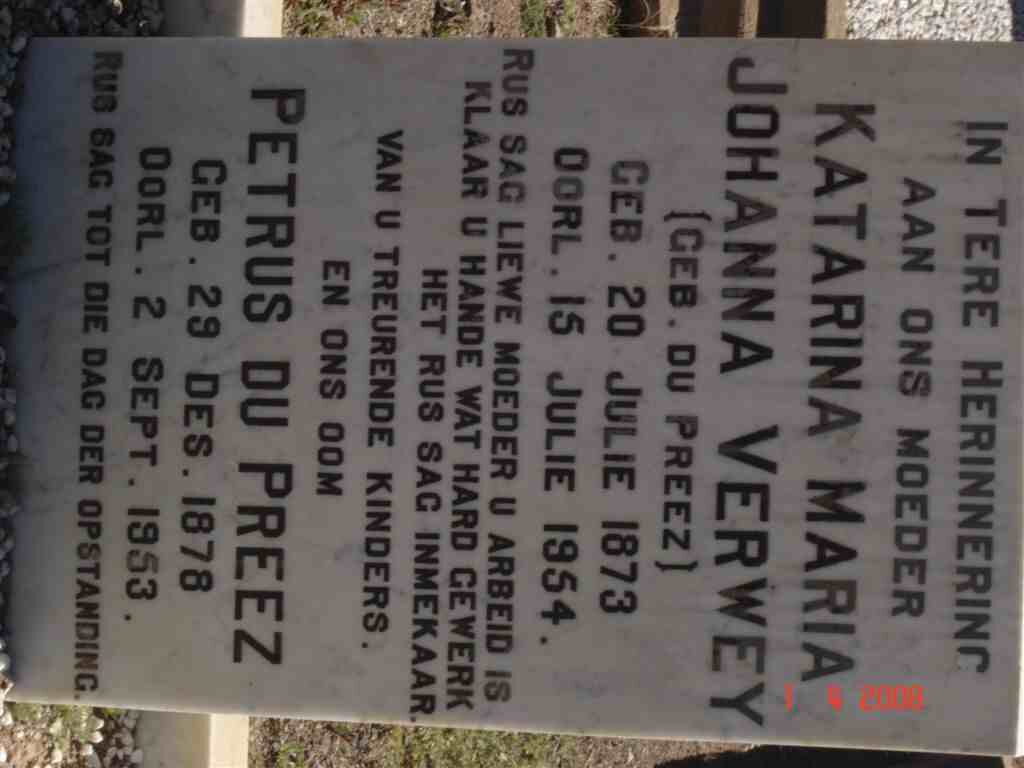 IN TERE HERINNERING
AAN ONS MOEDER
KATARINA MARIA
JOHANNA VERWEY
(GEB. DU PREEZ)
GEB. 20 JULIE 1873
OORL. 15 JULIE 1954.
RUS SAG LIEWE MOEDER U ARBEID IS
KLAAR U HANDE WAT HARD GEWERK
HET RUS SAG INMEKAAR.
VAN U TREURENDE KINDERS.
EN ONS OOM
PETRUS DU PREEZ
GEB. 29 DES. 1878
OORL. 2 SEPT. 1953.
RUS SAG TOT DIE DAG DER OPSTANDING.
1 4 2008